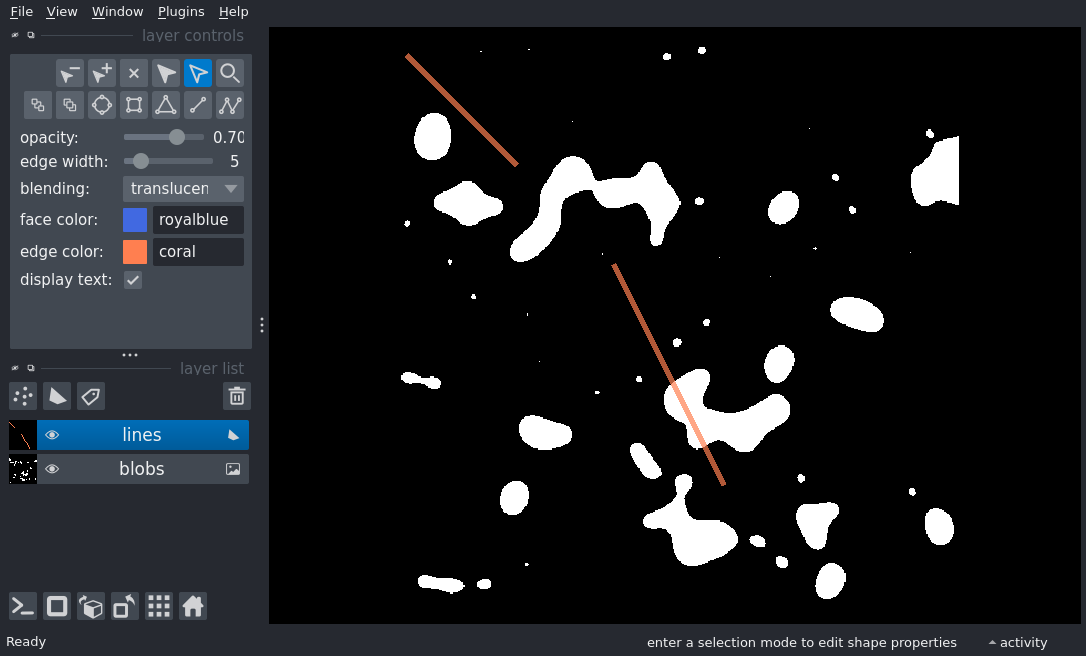 File View Window Plugins Help
layer controls
opacity: 0.70
edge width: 5
blending: translucen
face color: royalblue
edge color: coral
display text:
layer list
lines
blobs
Ready enter a selection mode to edit shape properties activity